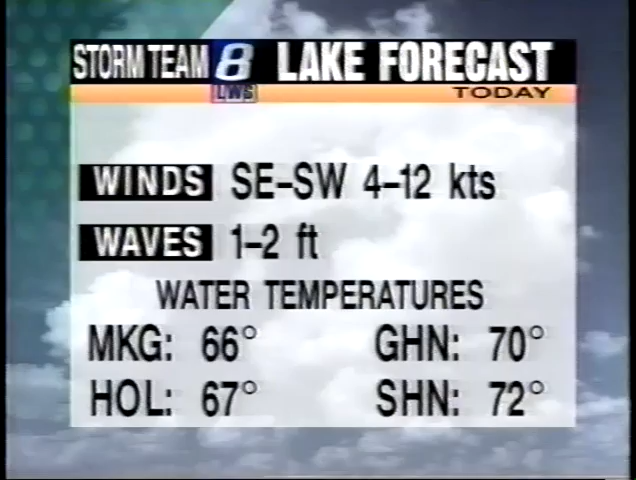 STORM TEAM 8 LAKE FORECAST
LWS TODAY
WINDS SE-SW 4-12 kts
WAVES 1-2 ft
WATER TEMPERATURES
MKG: 66° GHN: 70°
HOL: 67° SHN: 72°